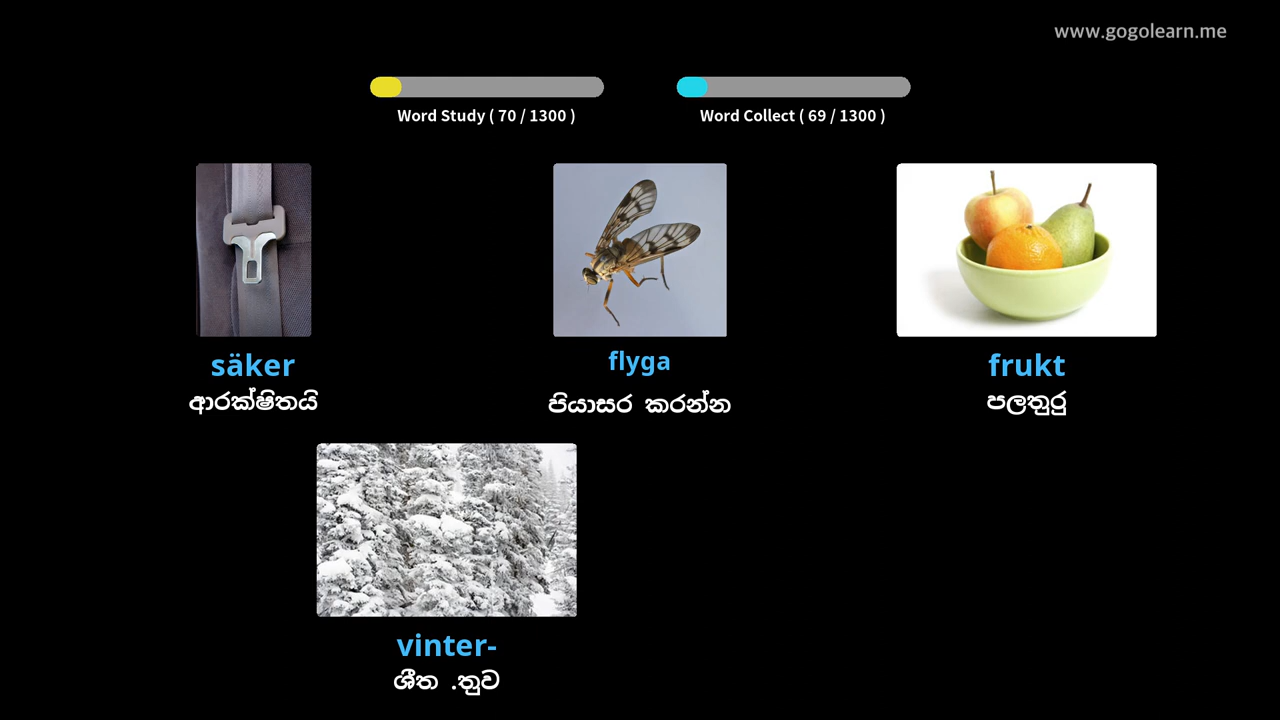 www.gogolearn.me
Word Study ( 70 / 1300 )
Word Collect ( 69 / 1300 )
säker
ආරක්ෂිතයි
flyga
පියාසර කරන්න
frukt
පලතුරු
vinter-
ශීත .තුව